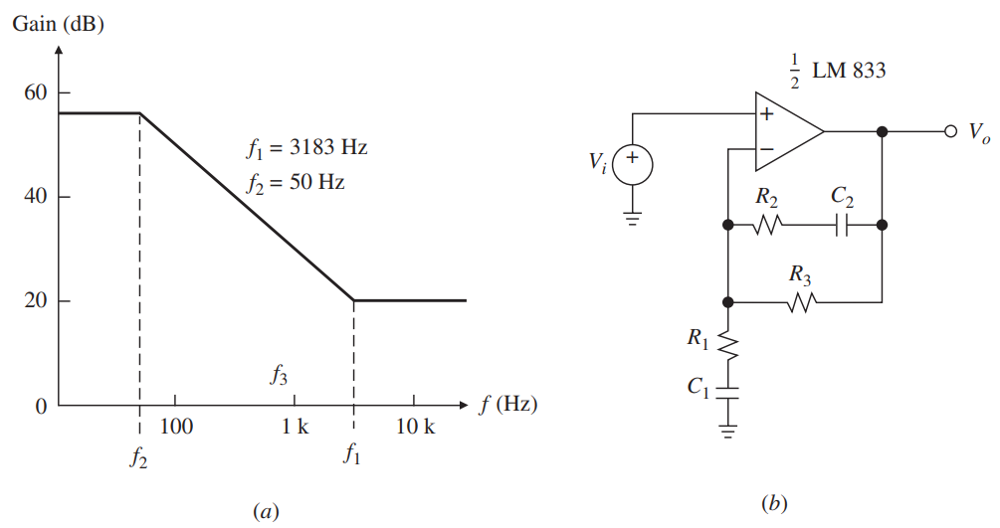 Gain (dB)
60
40
20
0
f₁ = 3183 Hz
f₂ = 50 Hz
f₃
100
1 k
10 k
f (Hz)
f₂
f₁
(a)
½ LM 833
+
−
Vᵢ
+
Vₒ
R₂
C₂
R₃
R₁
C₁
(b)